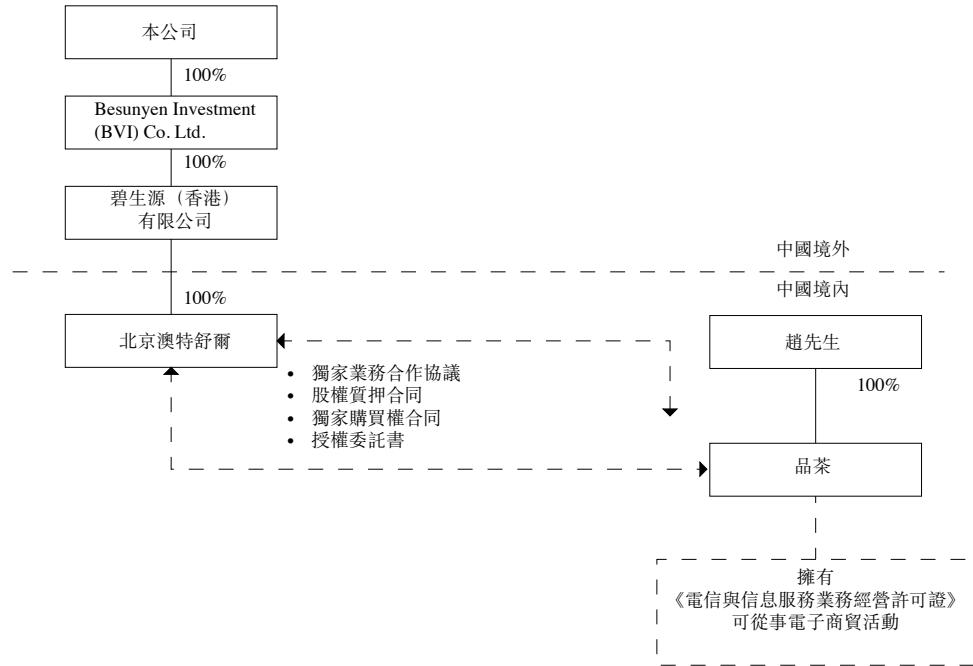 本公司
100%
Besunyen Investment
(BVI) Co. Ltd.
100%
碧生源（香港）
有限公司
中國境外
中國境內
100%
北京澳特舒爾
趙先生
• 獨家業務合作協議
• 股權質押合同
• 獨家購買權合同
• 授權委託書
100%
品茶
擁有
《電信與信息服務業務經營許可證》
可從事電子商貿活動